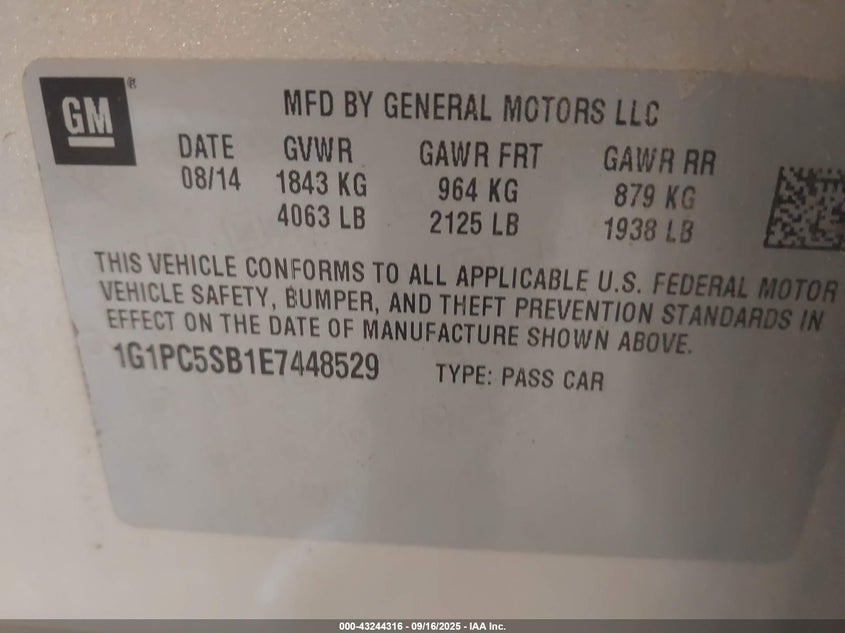 GM ®
MFD BY GENERAL MOTORS LLC
DATE GVWR GAWR FRT GAWR RR
08/14 1843 KG 964 KG 879 KG
4063 LB 2125 LB 1938 LB
THIS VEHICLE CONFORMS TO ALL APPLICABLE U.S. FEDERAL MOTOR
VEHICLE SAFETY, BUMPER, AND THEFT PREVENTION STANDARDS IN
EFFECT ON THE DATE OF MANUFACTURE SHOWN ABOVE.
1G1PC5SB1E7448529 TYPE: PASS CAR
000-43244316 - 09/16/2025 - IAA Inc.